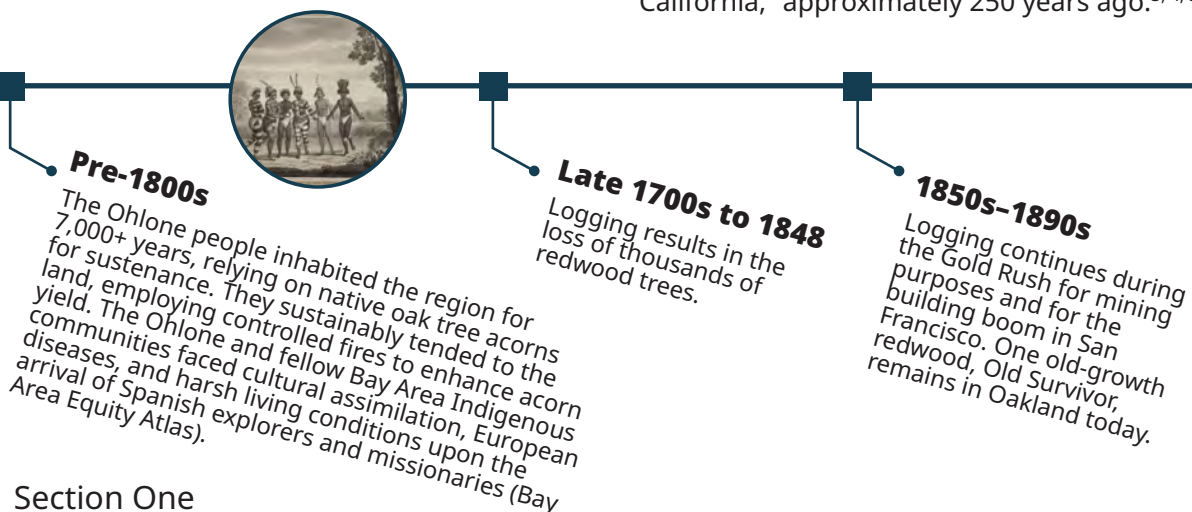 California," approximately 250 years ago.
Pre-1800s
The Ohlone people inhabited the region for
7,000+ years, relying on native oak tree acorns
for sustenance. They sustainably tended to the
land, employing controlled fires to enhance acorn
yield. The Ohlone and fellow Bay Area Indigenous
communities faced cultural assimilation, European
diseases, and harsh living conditions upon the
arrival of Spanish explorers and missionaries (Bay
Area Equity Atlas).
Late 1700s to 1848
Logging results in the
loss of thousands of
redwood trees.
1850s–1890s
Logging continues during
the Gold Rush for mining
purposes and for the
building boom in San
Francisco. One old-growth
redwood, Old Survivor,
remains in Oakland today.
Section One